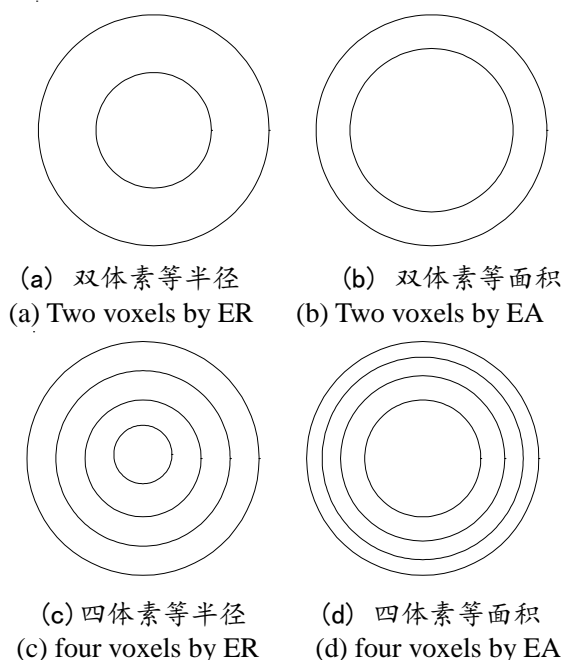 (a) 双体素等半径
(b) 双体素等面积
(a) Two voxels by ER
(b) Two voxels by EA
(c)四体素等半径
(d) 四体素等面积
(c) four voxels by ER
(d) four voxels by EA